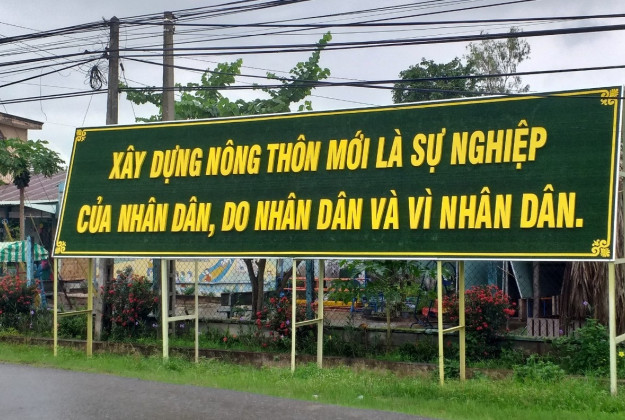 XÂY DỰNG NÔNG THÔN MỚI LÀ SỰ NGHIỆP
CỦA NHÂN DÂN, DO NHÂN DÂN VÀ VÌ NHÂN DÂN.